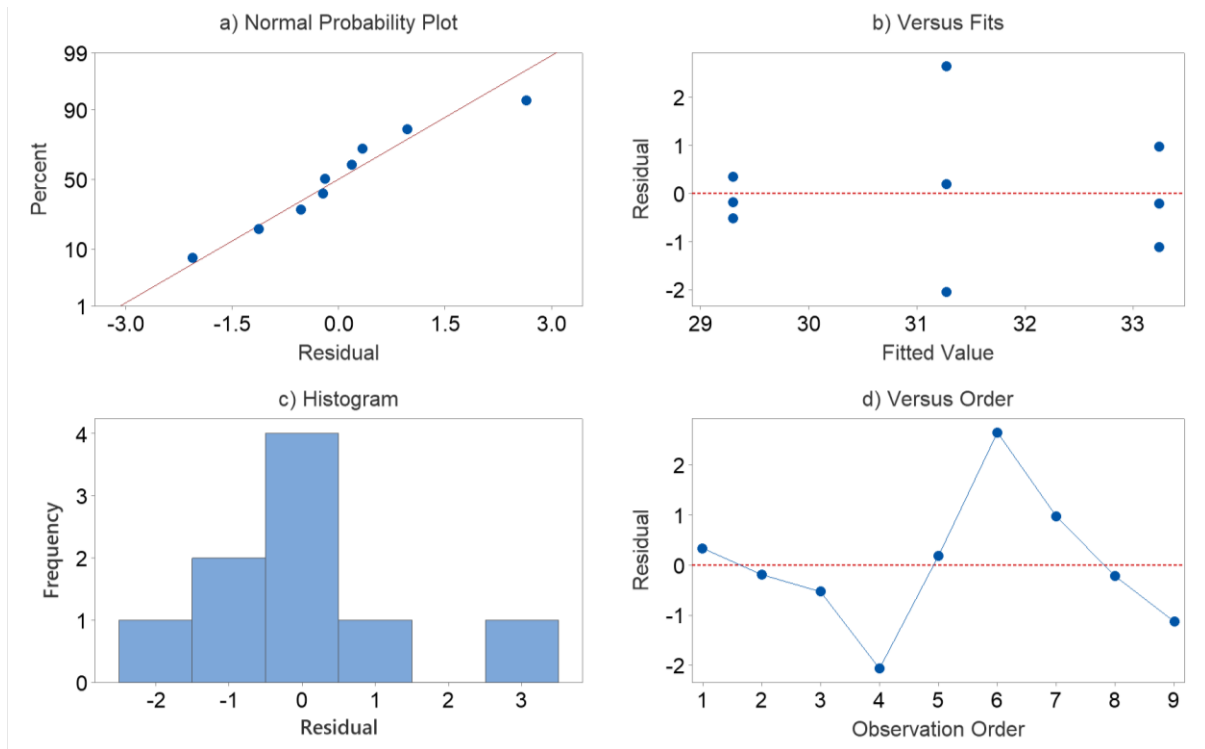 a) Normal Probability Plot
99
90
50
10
1
Percent
-3.0 -1.5 0.0 1.5 3.0
Residual
b) Versus Fits
2
1
0
-1
-2
Residual
29 30 31 32 33
Fitted Value
c) Histogram
4
3
2
1
0
Frequency
-2 -1 0 1 2 3
Residual
d) Versus Order
2
1
0
-1
-2
Residual
1 2 3 4 5 6 7 8 9
Observation Order